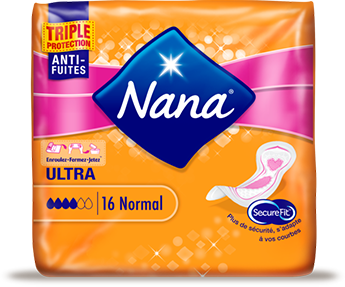 TRIPLE
PROTECTION
ANTI-
FUITES
Nana®
Enroulez-Fermez-Jetez
ULTRA
16 Normal
SecureFit
Plus de sécurité, s'adapte
à vos courbes